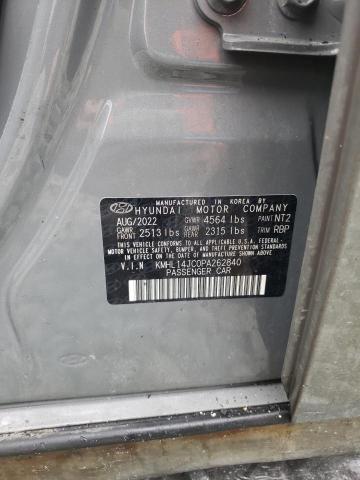 MANUFACTURED IN KOREA
HYUNDAI MOTOR COMPANY
AUG/2022 GVWR 4564 lbs PAINT NT2
GAWR FRONT 2513 lbs GAWR REAR 2315 lbs TRIM RBP
THIS VEHICLE CONFORMS TO ALL APPLICABLE U.S.A. FEDERAL
MOTOR VEHICLE SAFETY, BUMPER, AND THEFT PREVENTION
STANDARDS IN EFFECT ON THE DATE OF MANUFACTURE SHOWN ABOVE.
V.I.N KMHL14JC0PA262840
PASSENGER CAR